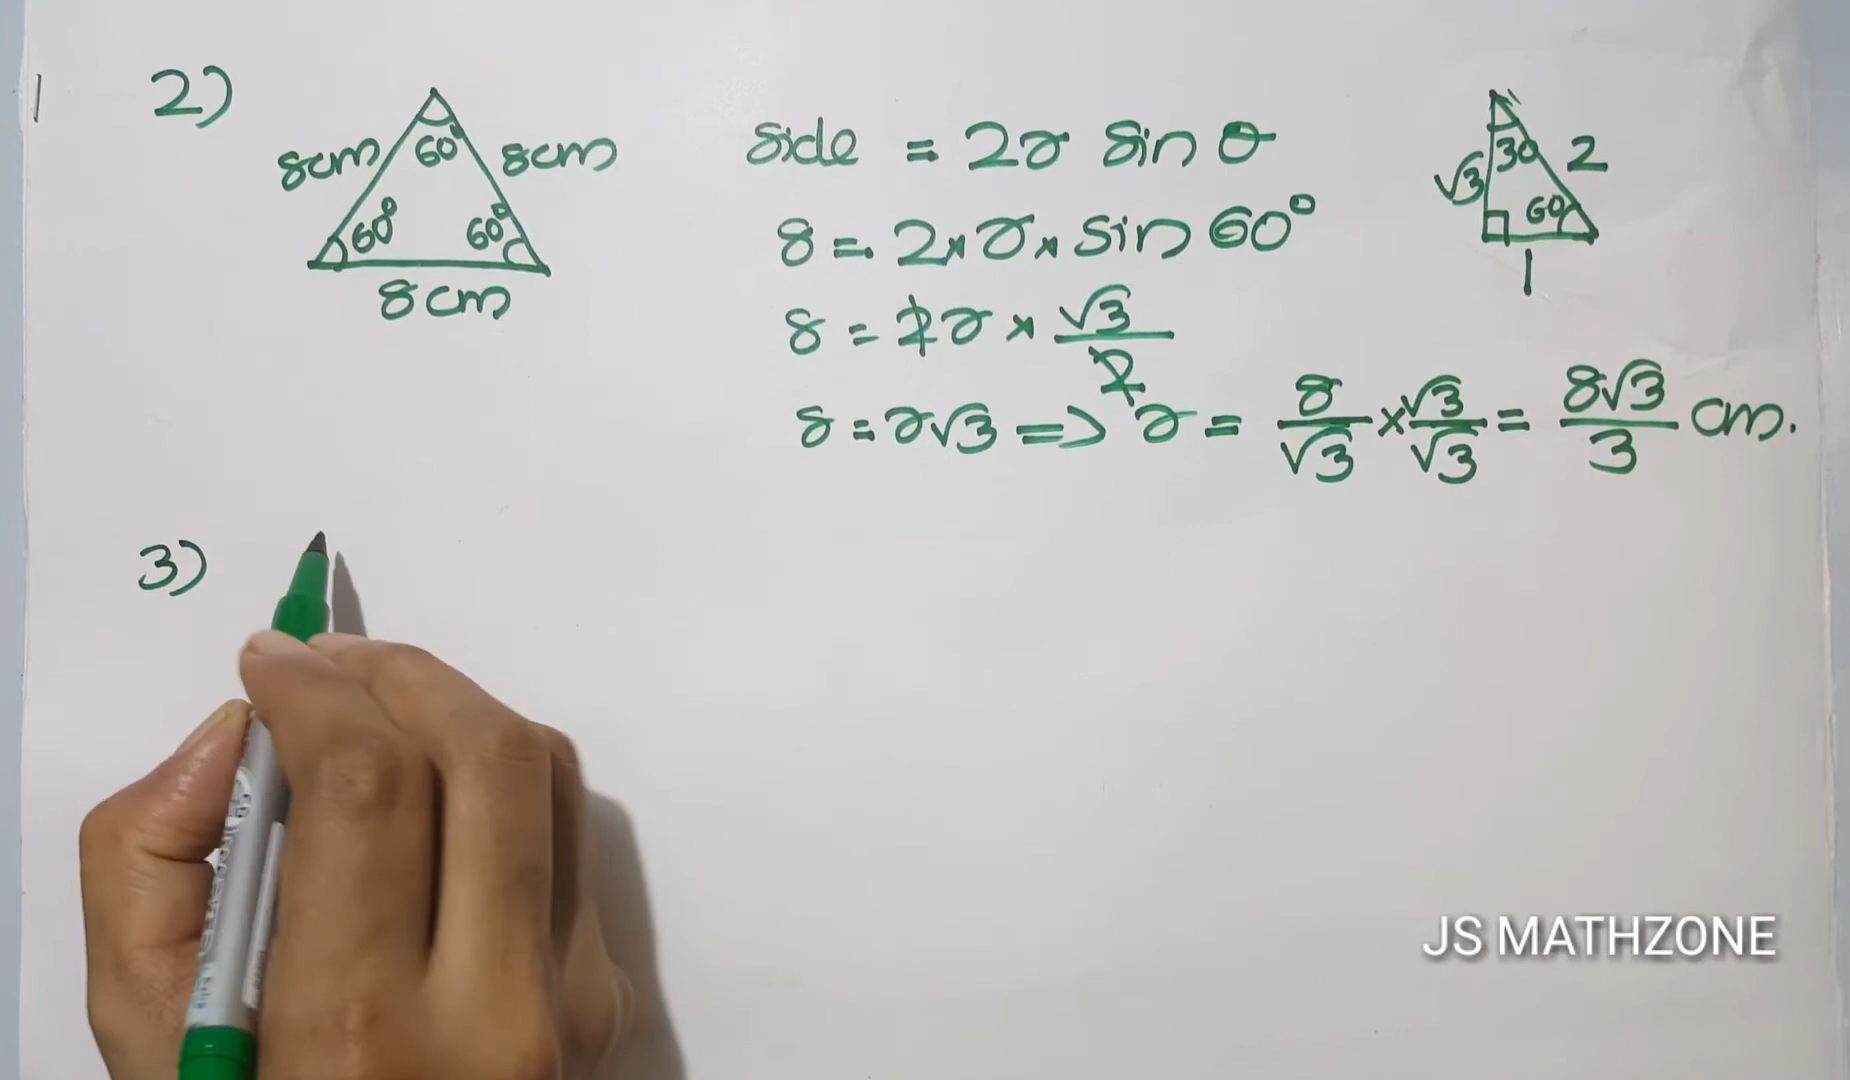 2)
8cm 60° 8cm
60° 60°
8cm
side = 2r sin θ
8 = 2 × r × sin 60°
8 = 2r × √3/2
8 = r√3 => r = 8/√3 × √3/√3 = 8√3/3 cm.
√3 30 2
60
1
3)
JS MATHZONE